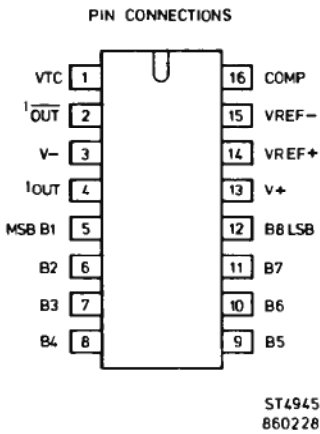 PIN CONNECTIONS
VTC 1 16 COMP
I̅O̅U̅T̅ 2 15 VREF-
V- 3 14 VREF+
IOUT 4 13 V+
MSB B1 5 12 B8 LSB
B2 6 11 B7
B3 7 10 B6
B4 8 9 B5
ST4945
860228